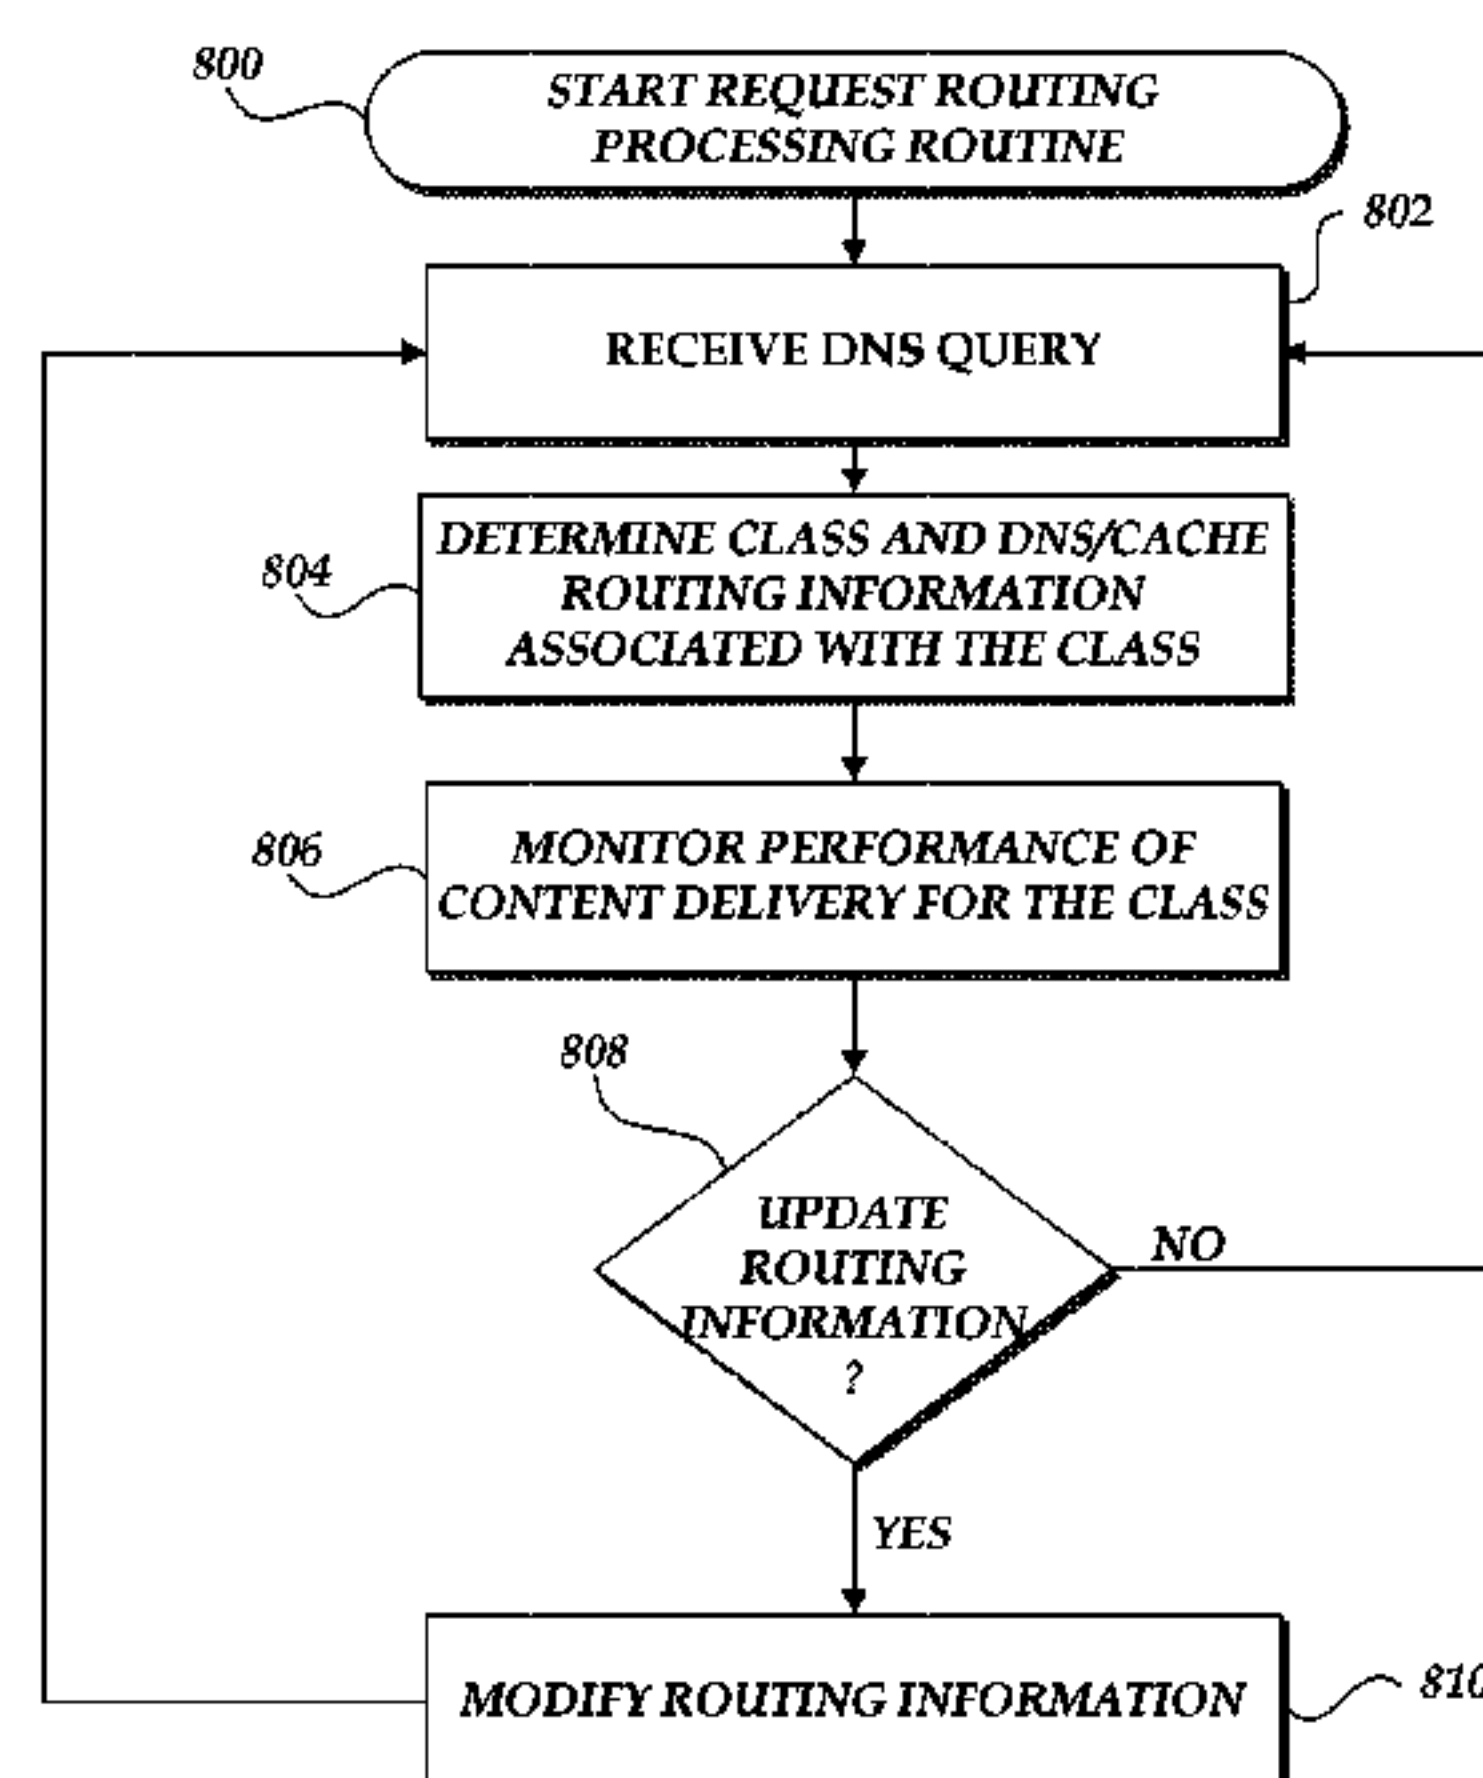 800
START REQUEST ROUTING
PROCESSING ROUTINE
802
RECEIVE DNS QUERY
804
DETERMINE CLASS AND DNS/CACHE
ROUTING INFORMATION
ASSOCIATED WITH THE CLASS
806
MONITOR PERFORMANCE OF
CONTENT DELIVERY FOR THE CLASS
808
UPDATE
ROUTING
INFORMATION
?
NO
YES
MODIFY ROUTING INFORMATION
810